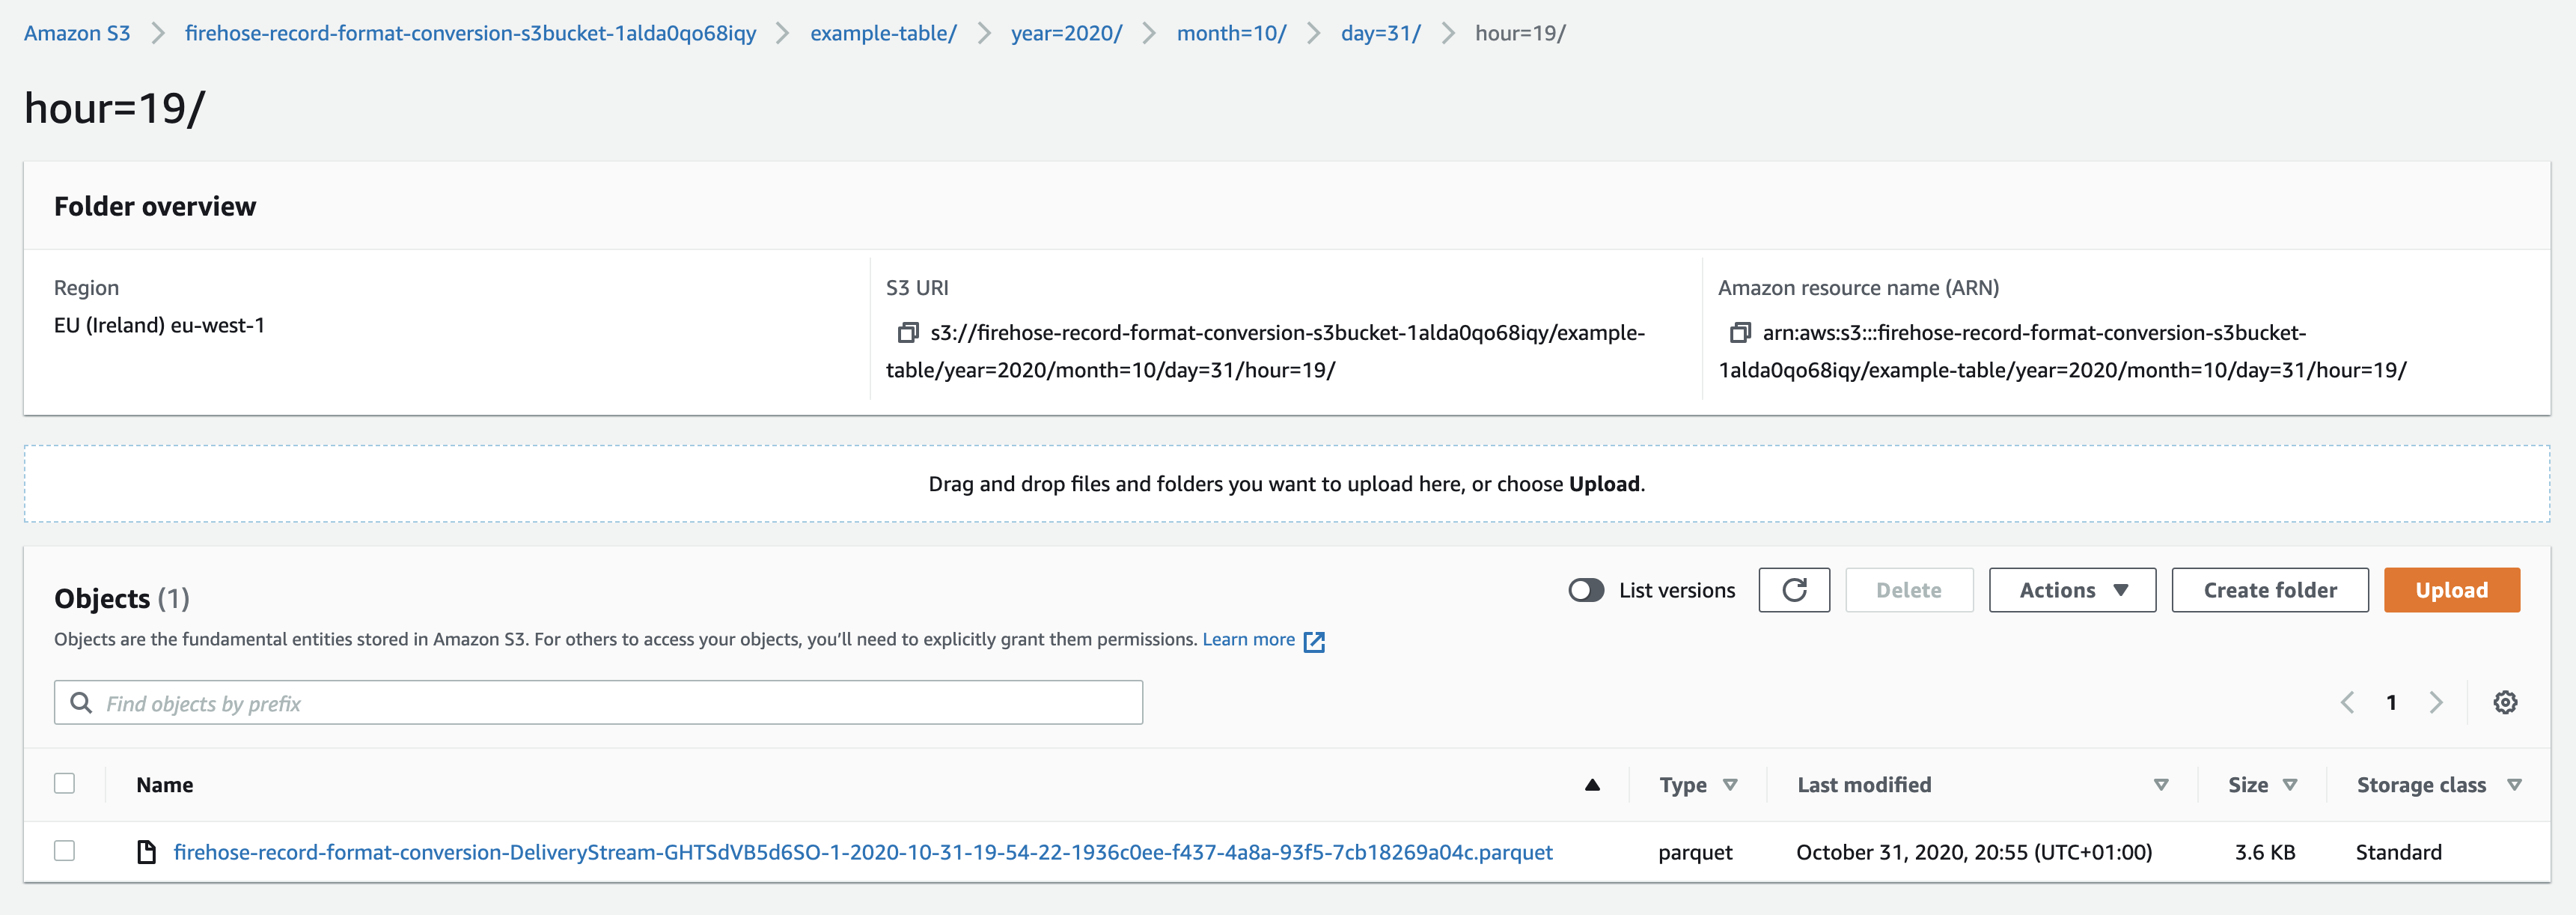 Amazon S3 firehose-record-format-conversion-s3bucket-1alda0qo68iqy example-table/ year=2020/ month=10/ day=31/ hour=19/
hour=19/
Folder overview
Region
EU (Ireland) eu-west-1
S3 URI
s3://firehose-record-format-conversion-s3bucket-1alda0qo68iqy/example-
table/year=2020/month=10/day=31/hour=19/
Amazon resource name (ARN)
arn:aws:s3:::firehose-record-format-conversion-s3bucket-
1alda0qo68iqy/example-table/year=2020/month=10/day=31/hour=19/
Drag and drop files and folders you want to upload here, or choose Upload.
Objects (1)
List versions Delete Actions Create folder Upload
Objects are the fundamental entities stored in Amazon S3. For others to access your objects, you’ll need to explicitly grant them permissions. Learn more
Find objects by prefix
1
Name Type Last modified Size Storage class
firehose-record-format-conversion-DeliveryStream-GHTSdVB5d6SO-1-2020-10-31-19-54-22-1936c0ee-f437-4a8a-93f5-7cb18269a04c.parquet parquet October 31, 2020, 20:55 (UTC+01:00) 3.6 KB Standard